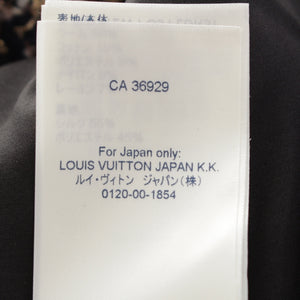 表地/本体
CA 36929
For Japan only:
LOUIS VUITTON JAPAN K.K.
ルイ・ヴィトン ジャパン(株)
0120-00-1854